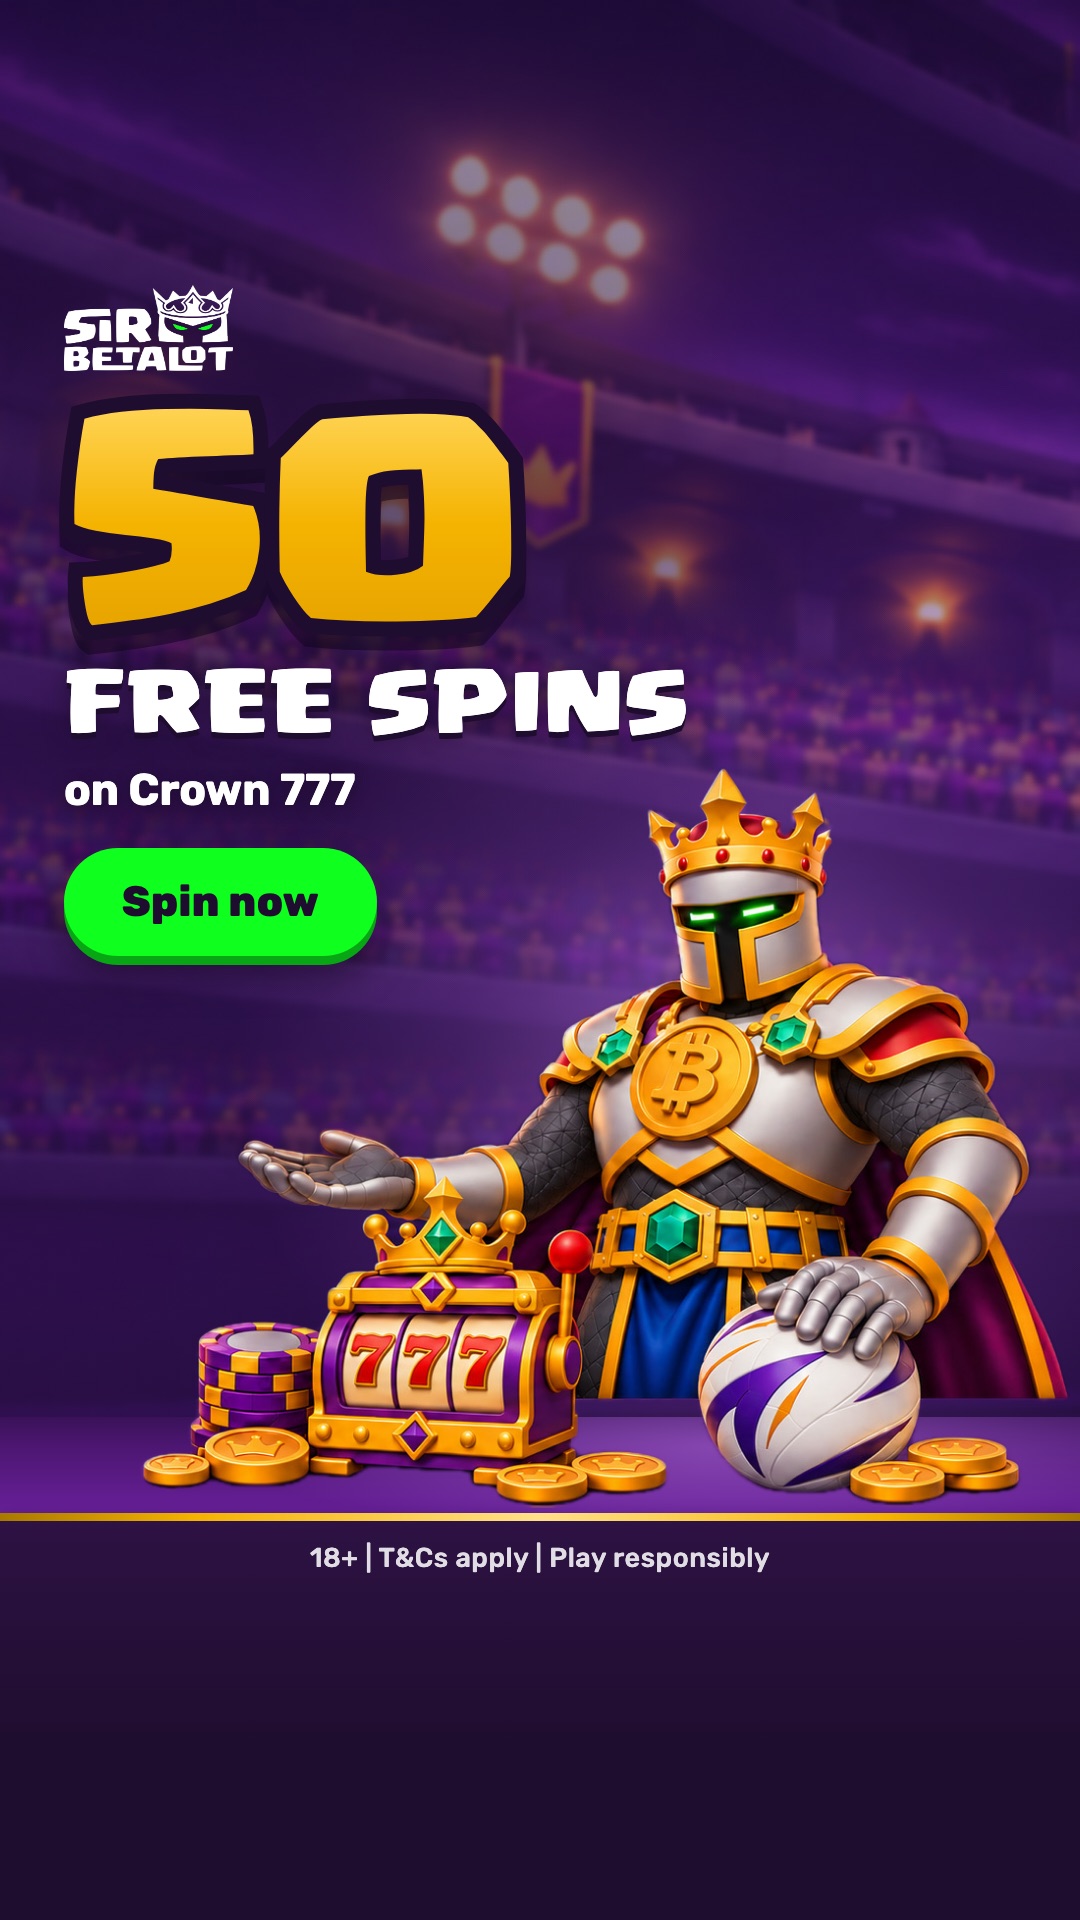 SIR
BETALOT
50
FREE SPINS
on Crown 777
Spin now
B
777
18+ | T&Cs apply | Play responsibly